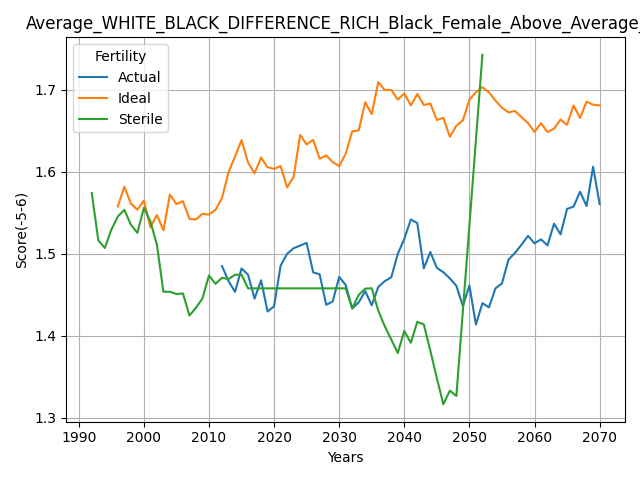 Average_WHITE_BLACK_DIFFERENCE_RICH_Black_Female_Above_Average_
Fertility
Actual
Ideal
Sterile
Score(-5-6)
1.7
1.6
1.5
1.4
1.3
1990 2000 2010 2020 2030 2040 2050 2060 2070
Years